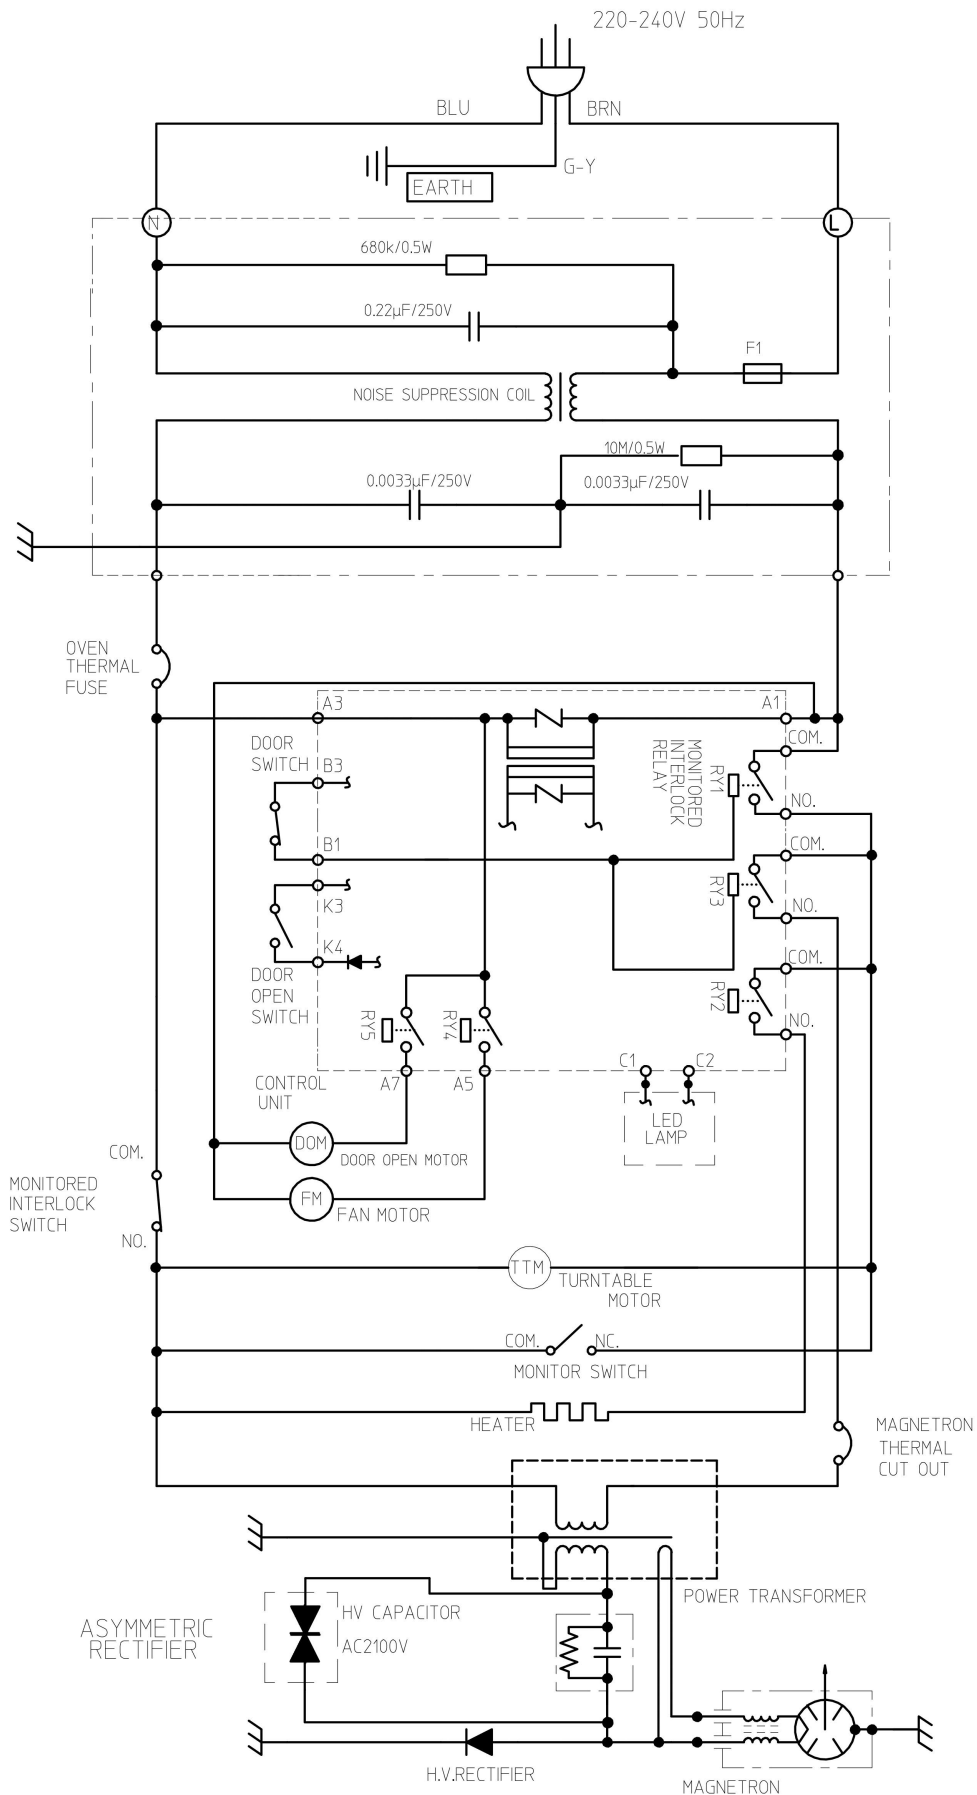 220-240V 50Hz
BLU
BRN
G-Y
EARTH
N
L
680k/0.5W
0.22µF/250V
F1
NOISE SUPPRESSION COIL
10M/0.5W
0.0033µF/250V
0.0033µF/250V
OVEN
THERMAL
FUSE
A3
A1
COM.
DOOR
SWITCH
B3
MONITORED
INTERLOCK
RELAY
RY1
NO.
B1
COM.
K3
RY3
NO.
K4
COM.
DOOR
OPEN
SWITCH
RY5
RY4
RY2
NO.
C1
C2
A7
A5
CONTROL
UNIT
LED
LAMP
DOM
DOOR OPEN MOTOR
COM.
MONITORED
INTERLOCK
SWITCH
NO.
FM
FAN MOTOR
TTM
TURNTABLE
MOTOR
COM.
NC.
MONITOR SWITCH
HEATER
MAGNETRON
THERMAL
CUT OUT
POWER TRANSFORMER
ASYMMETRIC
RECTIFIER
HV CAPACITOR
AC2100V
H.V.RECTIFIER
MAGNETRON